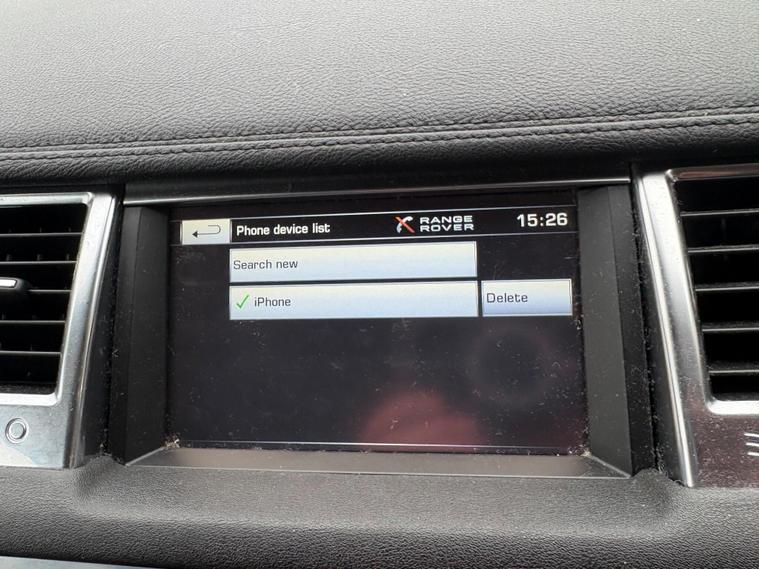 Phone device list
RANGE
ROVER
15:26
Search new
iPhone
Delete